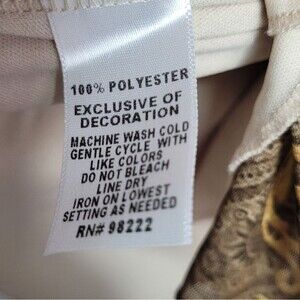 100% POLYESTER
EXCLUSIVE OF
DECORATION
MACHINE WASH COLD
GENTLE CYCLE WITH
LIKE COLORS
DO NOT BLEACH
LINE DRY
IRON ON LOWEST
SETTING AS NEEDED
RN# 98222